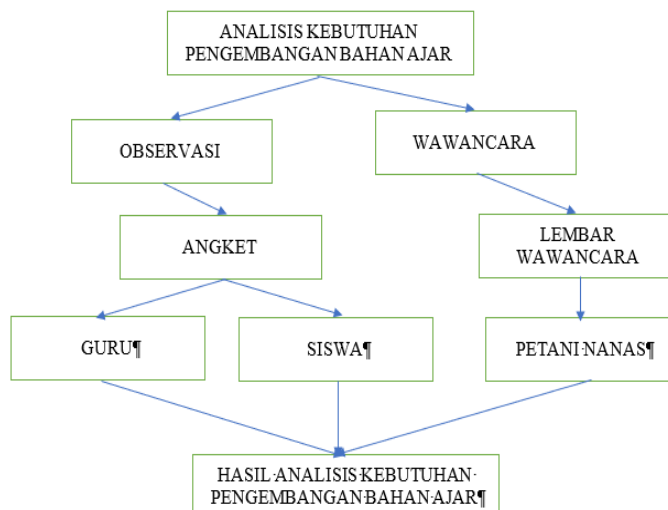 ANALISIS KEBUTUHAN
PENGEMBANGAN BAHAN AJAR
OBSERVASI
WAWANCARA
ANGKET
LEMBAR
WAWANCARA
GURU¶
SISWA¶
PETANI·NANAS¶
HASIL·ANALISIS·KEBUTUHAN·
PENGEMBANGAN·BAHAN·AJAR¶